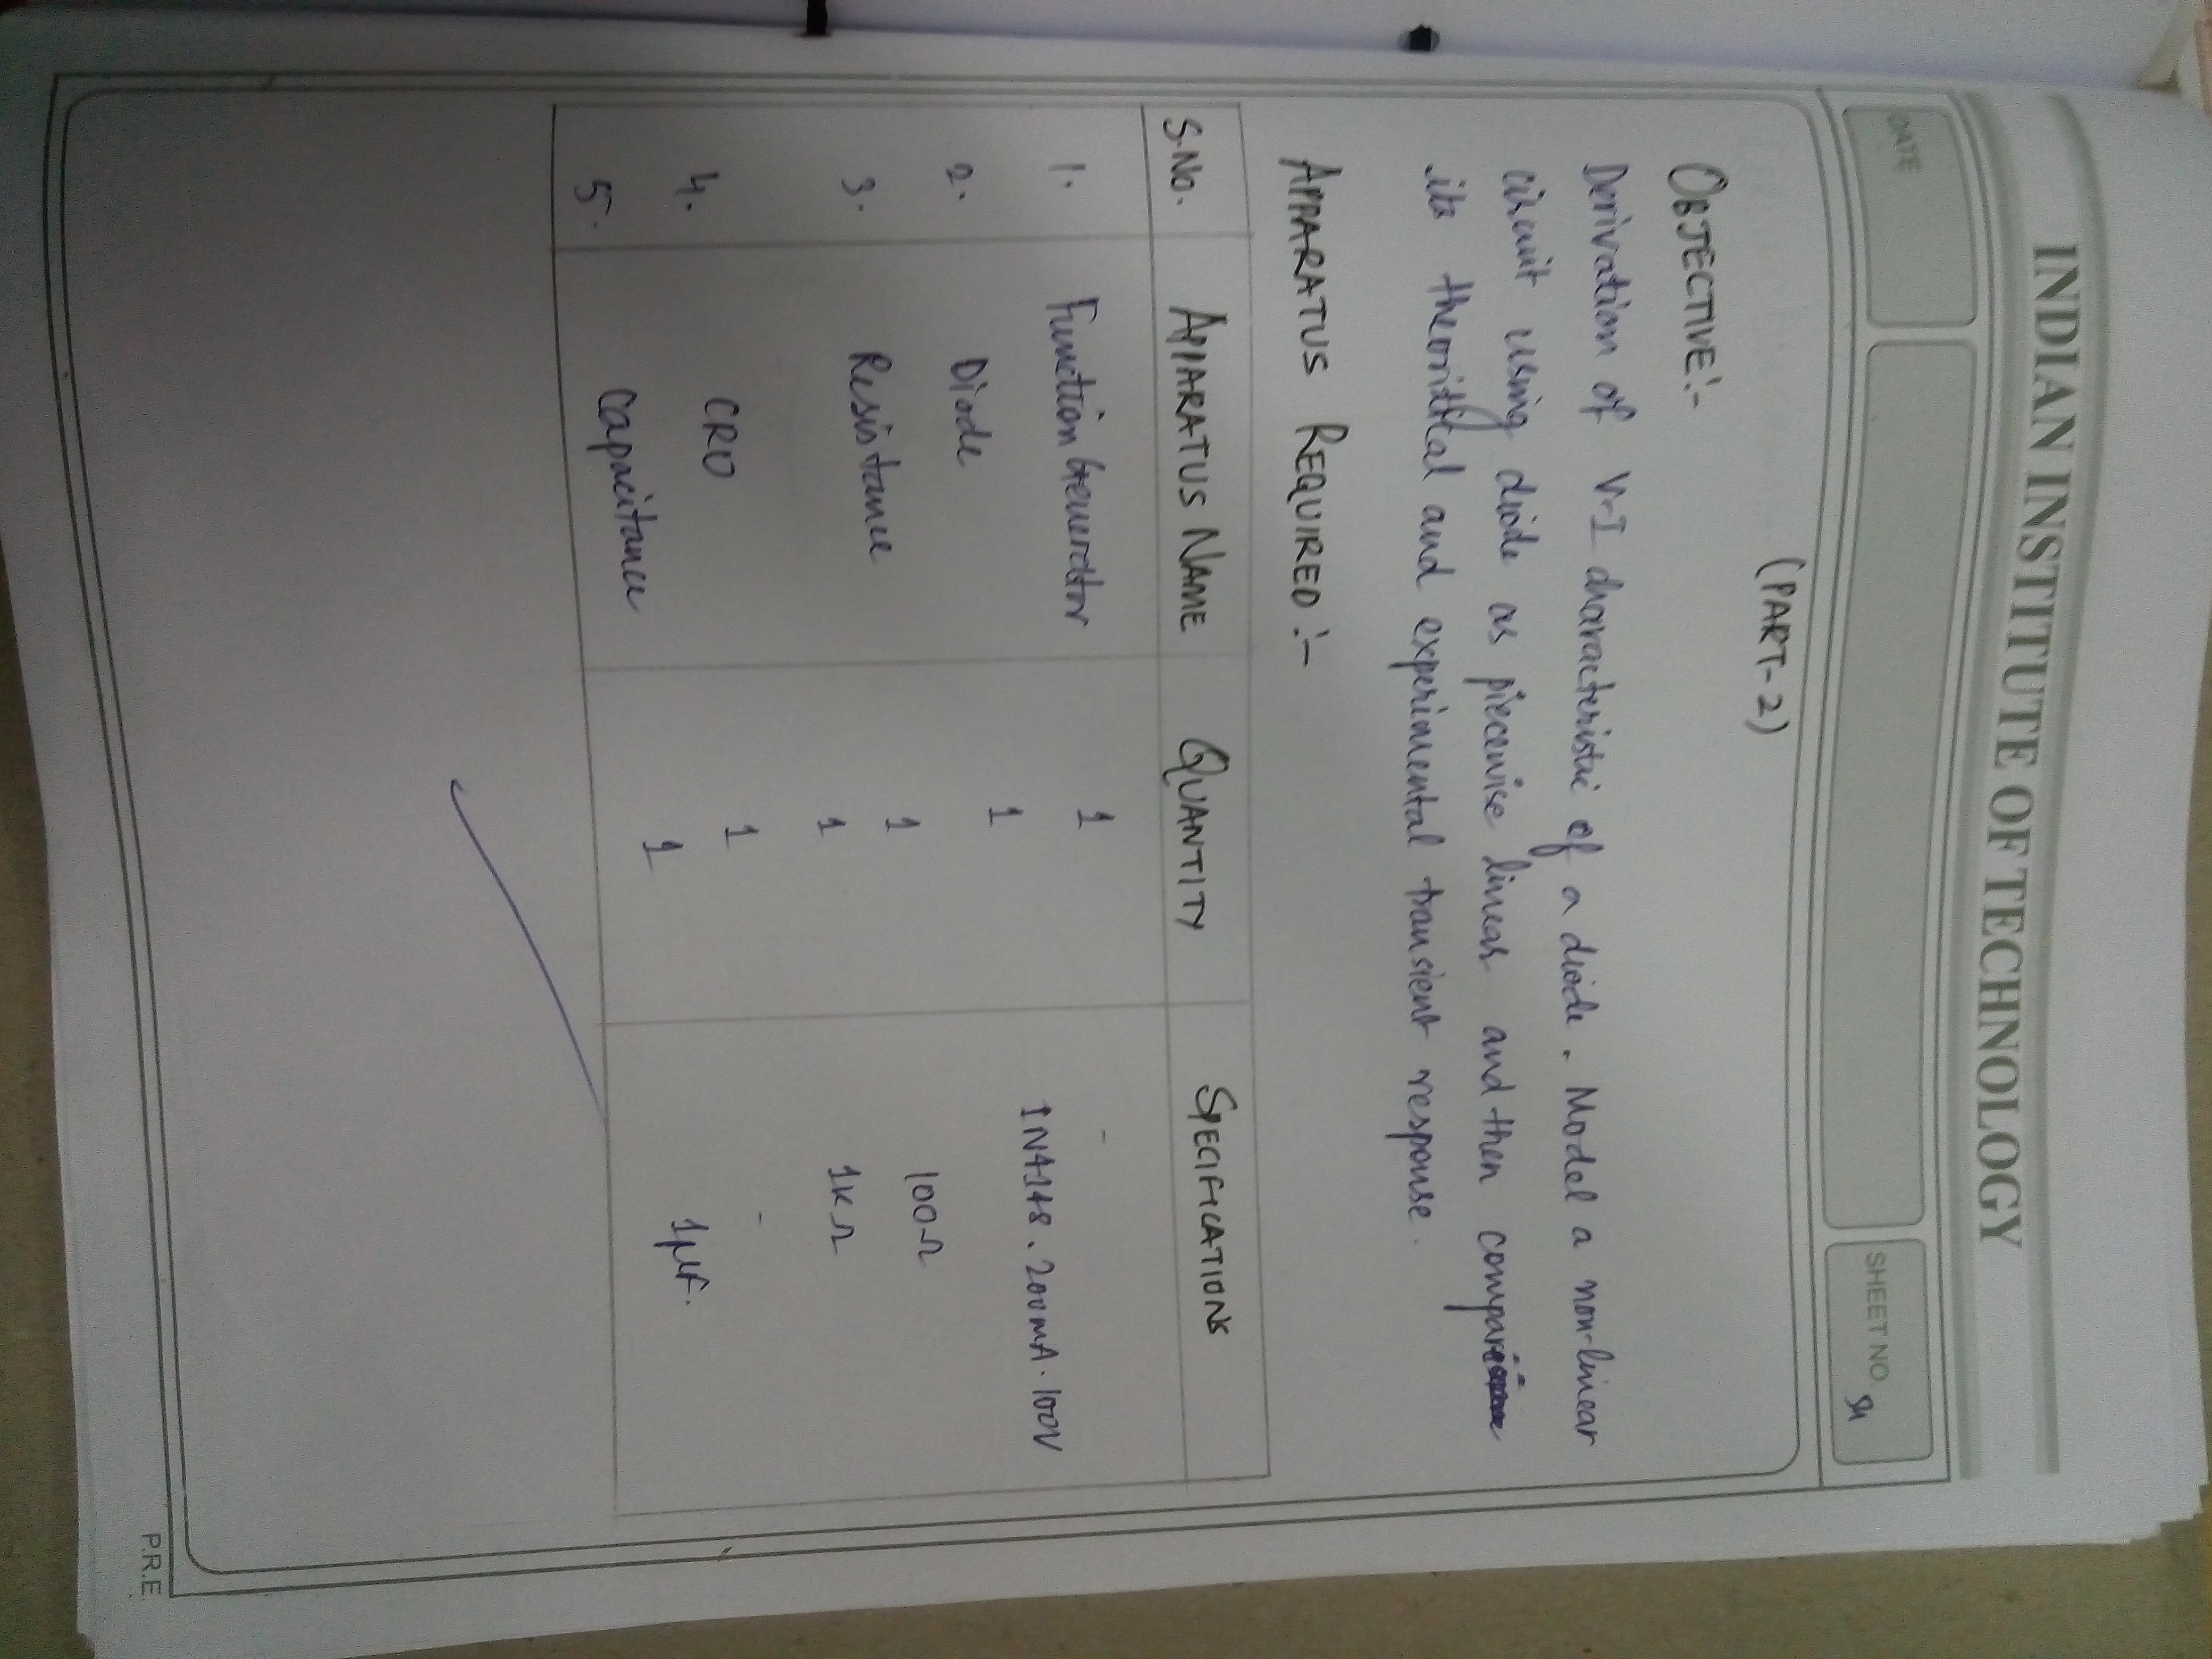 INDIAN INSTITUTE OF TECHNOLOGY
DATE
SHEET NO.
(PART-2)
OBJECTIVE:-
Derivation of V-I characteristic of a diode. Model a non-linear
circuit using diode as piecewise linear and then compare
its theoritical and experimental transient response.
APPARATUS REQUIRED:-
S.NO. APPARATUS NAME QUANTITY SPECIFICATIONS
1. Function Generator 1 -
2. Diode 1 1N4148. 200mA. 100V
3. Resistance 1 100Ω
1 1KΩ
4. CRO 1 -
5. Capacitance 1 1μF.
P.R.E.